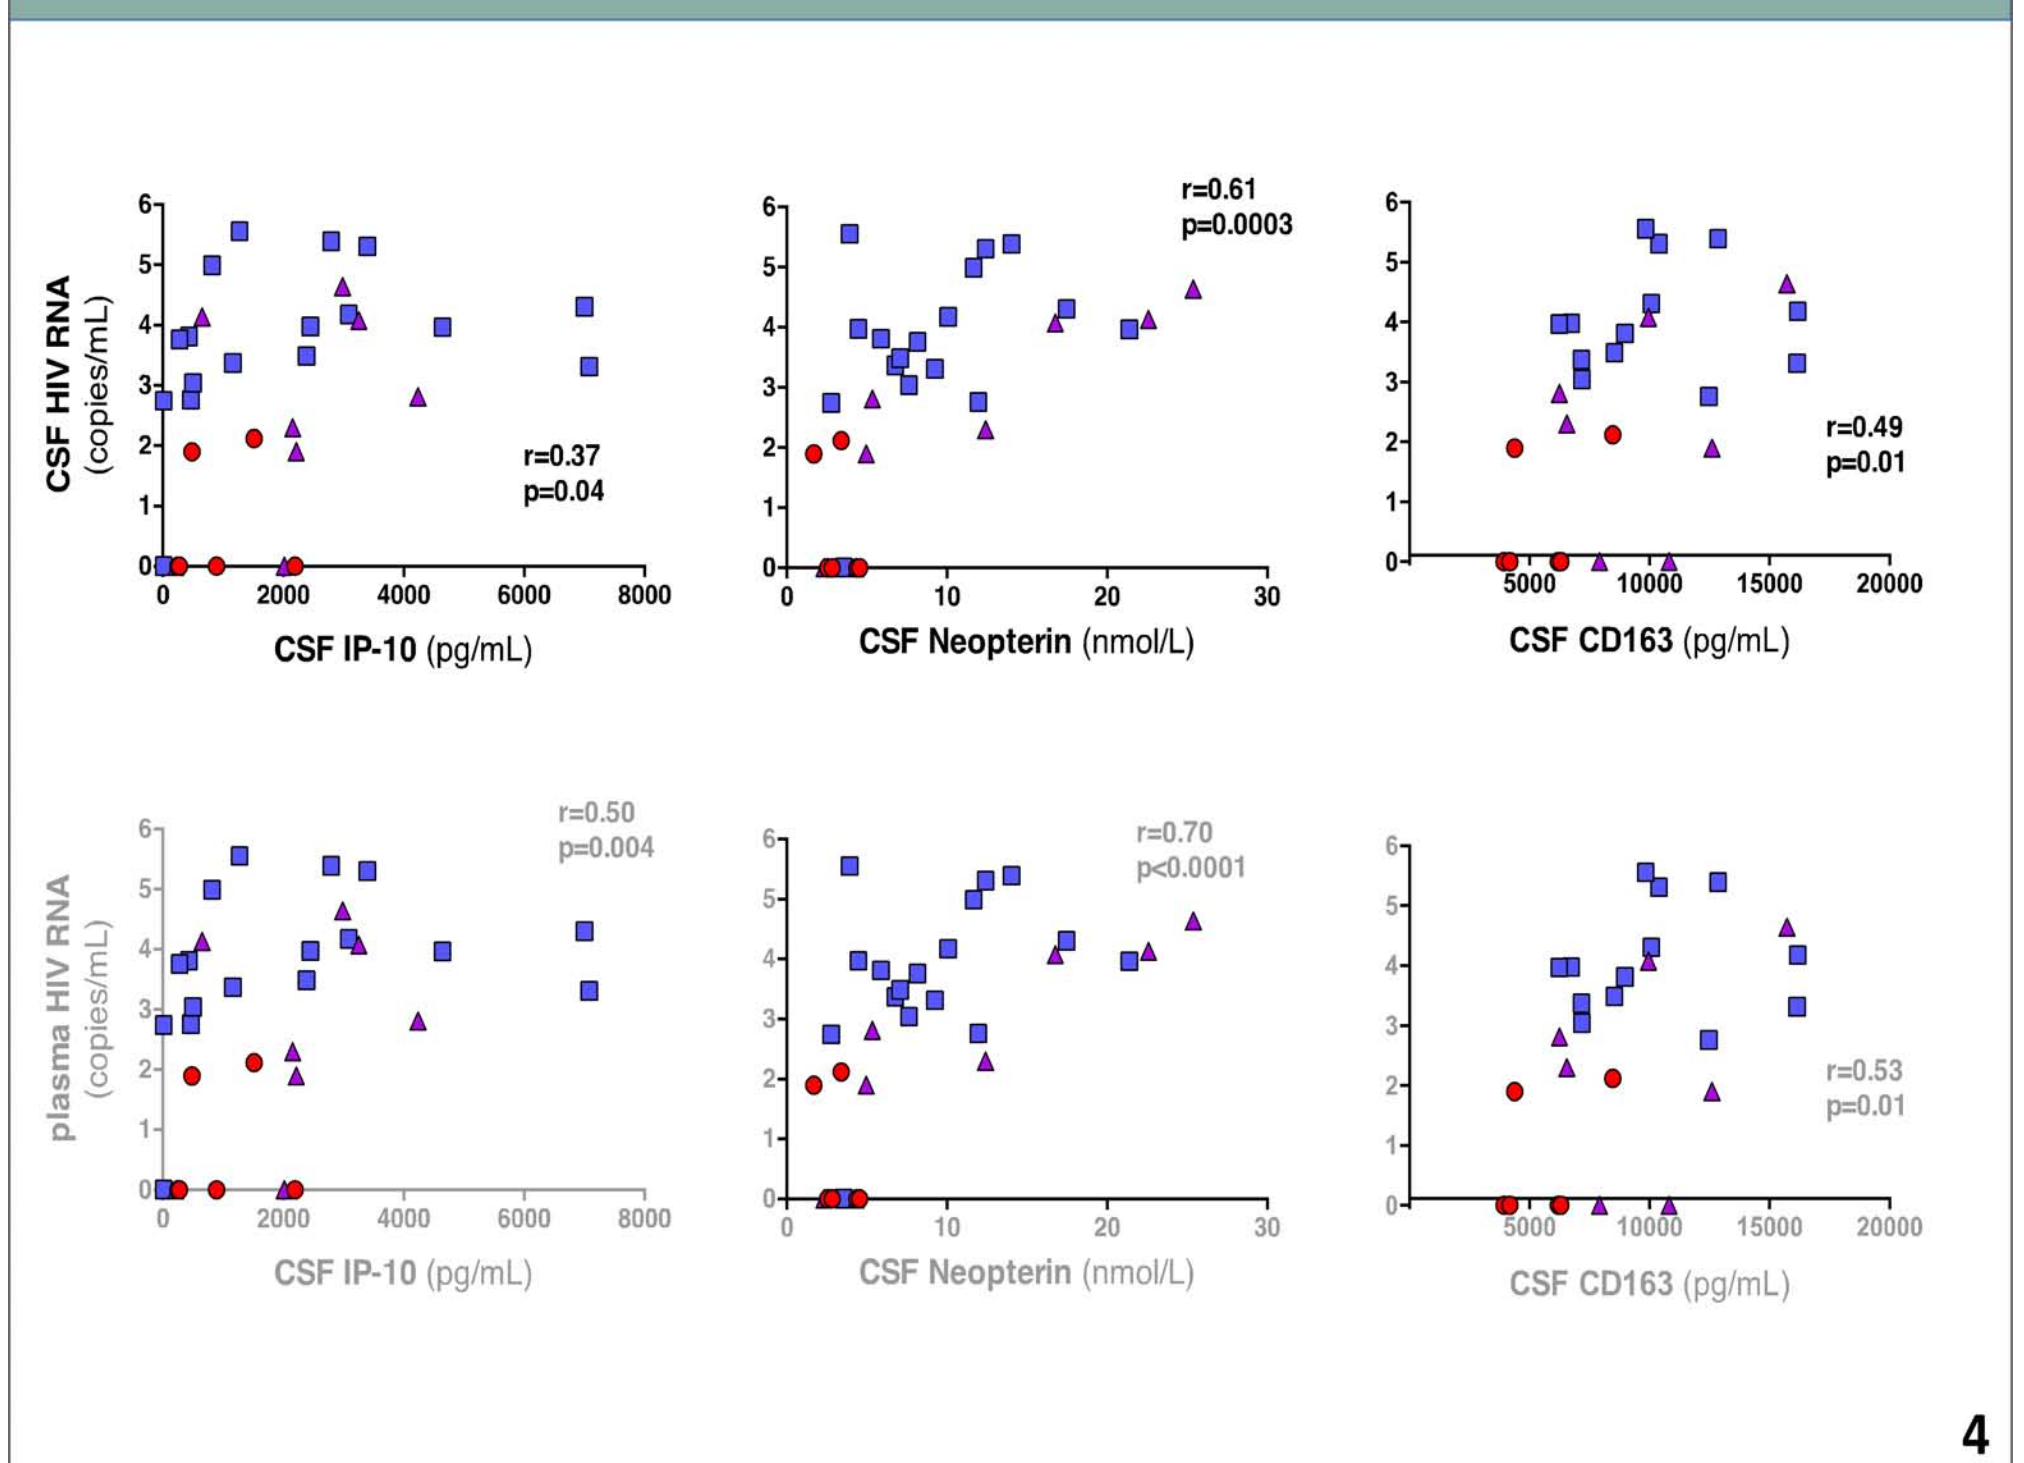 6
5
4
3
2
1
0
CSF HIV RNA
(copies/mL)
r=0.37
p=0.04
0 2000 4000 6000 8000
CSF IP-10 (pg/mL)
r=0.61
p=0.0003
6
5
4
3
2
1
0
0 10 20 30
CSF Neopterin (nmol/L)
6
5
4
3
2
1
0
r=0.49
p=0.01
5000 10000 15000 20000
CSF CD163 (pg/mL)
r=0.50
p=0.004
6
5
4
3
2
1
0
plasma HIV RNA
(copies/mL)
0 2000 4000 6000 8000
CSF IP-10 (pg/mL)
r=0.70
p<0.0001
6
5
4
3
2
1
0
0 10 20 30
CSF Neopterin (nmol/L)
6
5
4
3
2
1
0
r=0.53
p=0.01
5000 10000 15000 20000
CSF CD163 (pg/mL)
4